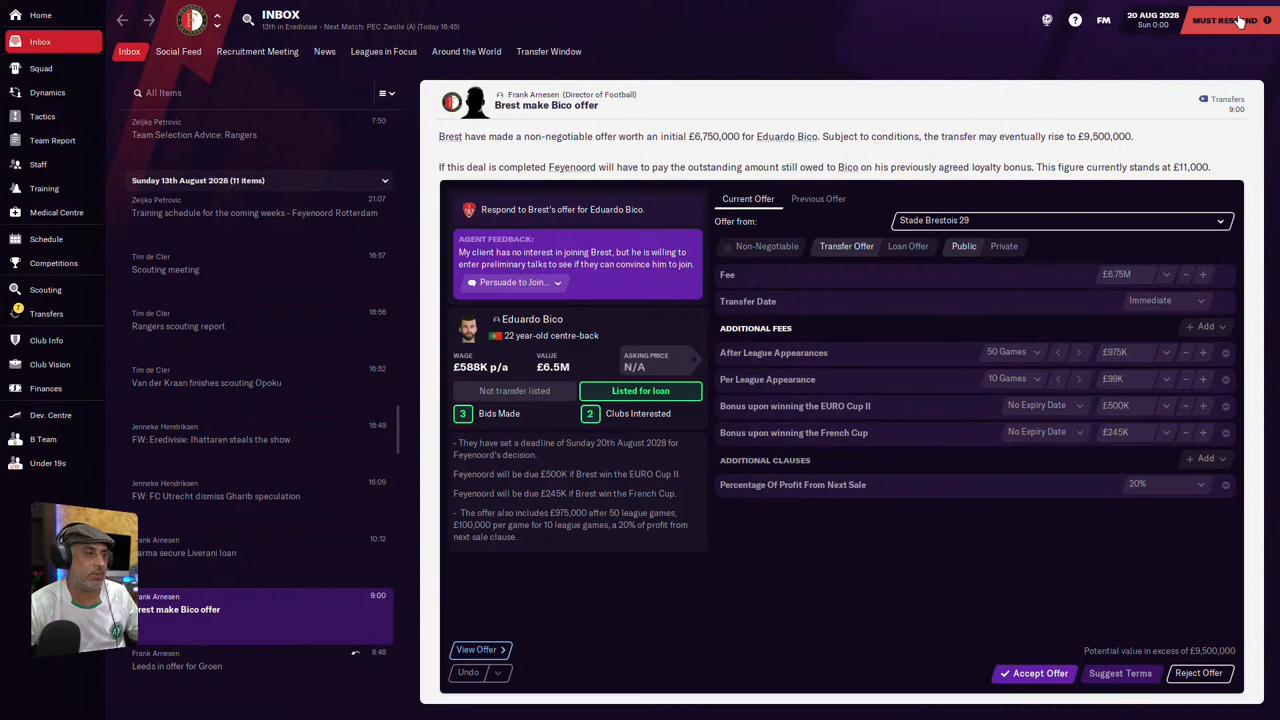 Home
Inbox
Squad
Dynamics
Tactics
Team Report
Staff
Training
Medical Centre
Schedule
Competitions
Scouting
7
Transfers
Club Info
Club Vision
Finances
Dev. Centre
B Team
Under 19s
INBOX
13th in Eredivisie - Next Match: PEC Zwolle (A) (Today 16:45)
FM
20 AUG 2028
Sun 0:00
MUST RESPOND
Inbox
Social Feed
Recruitment Meeting
News
Leagues in Focus
Around the World
Transfer Window
All Items
Zeljko Petrovic
7:50
Team Selection Advice: Rangers
Sunday 13th August 2028 (11 items)
Zeljko Petrovic
21:07
Training schedule for the coming weeks - Feyenoord Rotterdam
Tim de Cler
16:57
Scouting meeting
Tim de Cler
16:56
Rangers scouting report
Tim de Cler
16:52
Van der Kraan finishes scouting Opoku
Jenneke Hendriksen
16:49
FW: Eredivisie: Ihattaren steals the show
Jenneke Hendriksen
16:09
FW: FC Utrecht dismiss Gharib speculation
rank Arnesen
10:12
arma secure Liverani loan
ank Arnesen
9:00
rest make Bico offer
Frank Arnesen
8:48
Leeds in offer for Groen
Frank Arnesen (Director of Football)
Brest make Bico offer
Transfers
9:00
Brest have made a non-negotiable offer worth an initial £6,750,000 for Eduardo Bico. Subject to conditions, the transfer may eventually rise to £9,500,000.
If this deal is completed Feyenoord will have to pay the outstanding amount still owed to Bico on his previously agreed loyalty bonus. This figure currently stands at £11,000.
Respond to Brest's offer for Eduardo Bico.
AGENT FEEDBACK:
My client has no interest in joining Brest, but he is willing to
enter preliminary talks to see if they can convince him to join.
Persuade to Join...
Eduardo Bico
22 year-old centre-back
WAGE
£588K p/a
VALUE
£6.5M
ASKING PRICE
N/A
Not transfer listed
Listed for loan
3
Bids Made
2
Clubs Interested
- They have set a deadline of Sunday 20th August 2028 for
Feyenoord's decision.
Feyenoord will be due £500K if Brest win the EURO Cup II.
Feyenoord will be due £245K if Brest win the French Cup.
- The offer also includes £975,000 after 50 league games,
£100,000 per game for 10 league games, a 20% of profit from
next sale clause.
View Offer
Undo
Current Offer
Previous Offer
Offer from:
Stade Brestois 29
Non-Negotiable
Transfer Offer
Loan Offer
Public
Private
Fee
£6.75M
Transfer Date
Immediate
ADDITIONAL FEES
Add
After League Appearances
50 Games
£975K
Per League Appearance
10 Games
£99K
Bonus upon winning the EURO Cup II
No Expiry Date
£500K
Bonus upon winning the French Cup
No Expiry Date
£245K
ADDITIONAL CLAUSES
Add
Percentage Of Profit From Next Sale
20%
Potential value in excess of £9,500,000
Accept Offer
Suggest Terms
Reject Offer